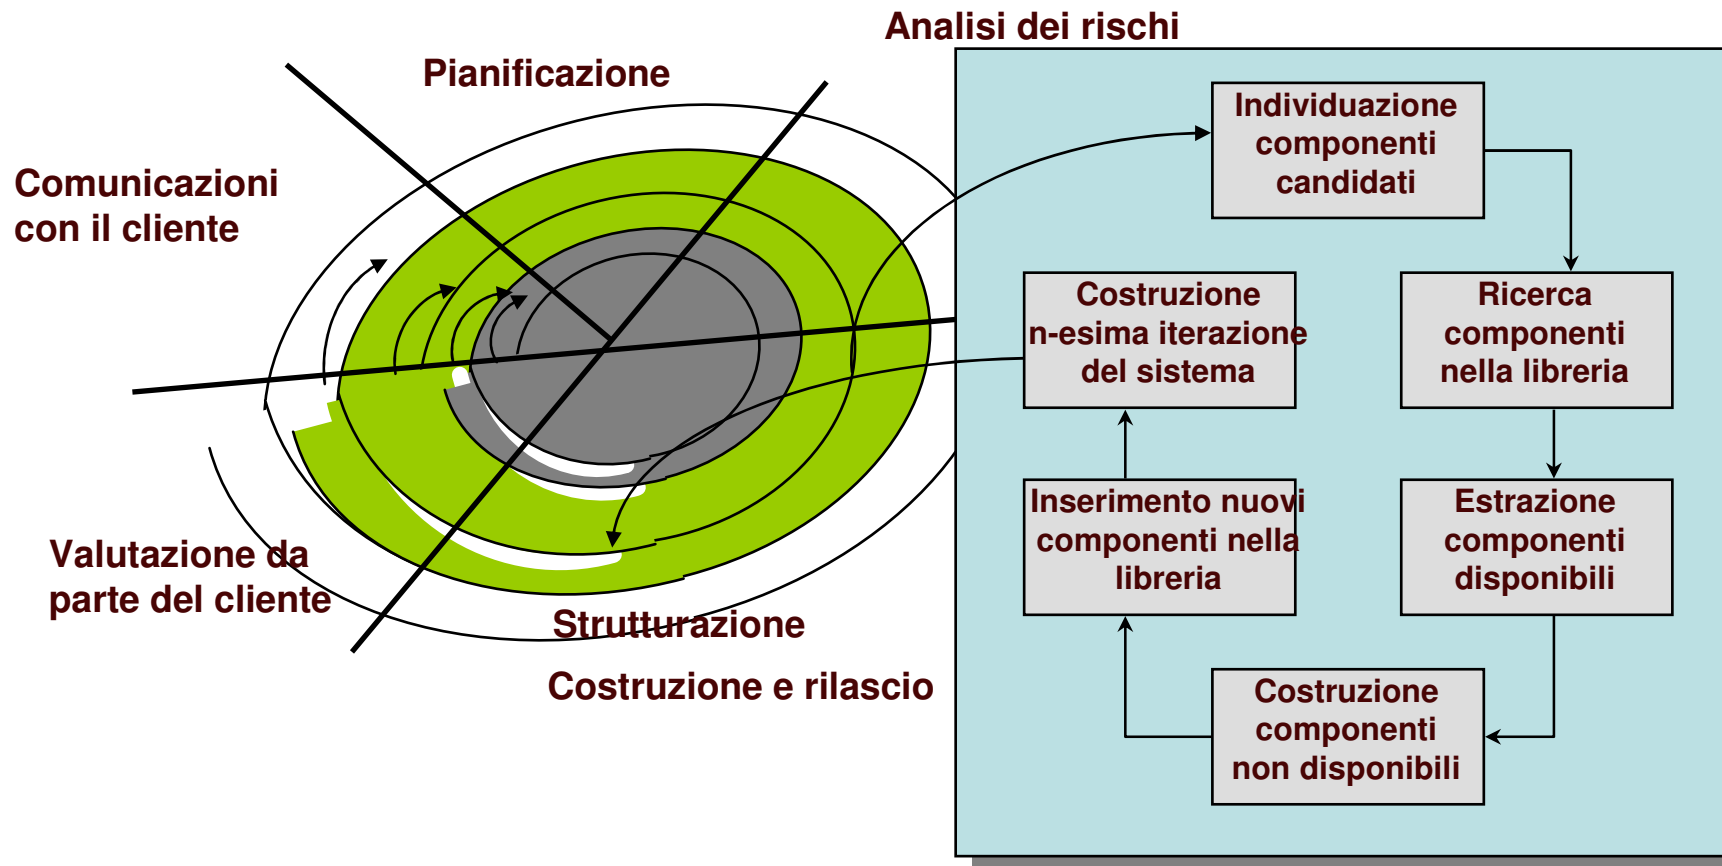 Analisi dei rischi
Pianificazione
Comunicazioni
con il cliente
Valutazione da
parte del cliente
Strutturazione
Costruzione e rilascio
Individuazione
componenti
candidati
Ricerca
componenti
nella libreria
Estrazione
componenti
disponibili
Costruzione
componenti
non disponibili
Inserimento nuovi
componenti nella
libreria
Costruzione
n-esima iterazione
del sistema